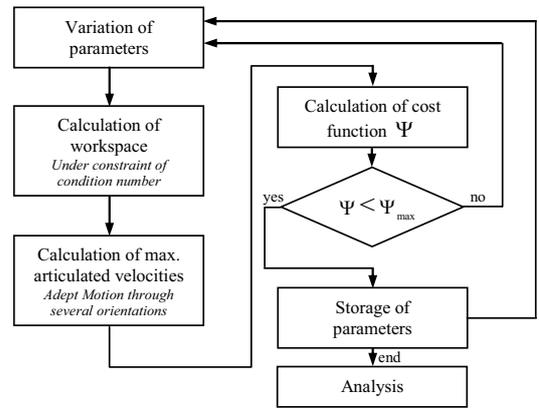 Variation of
parameters
Calculation of
workspace
Under constraint of
condition number
Calculation of max.
articulated velocities
Adept Motion through
several orientations
Calculation of cost
function Ψ
yes
Ψ < Ψmax
no
Storage of
parameters
end
Analysis